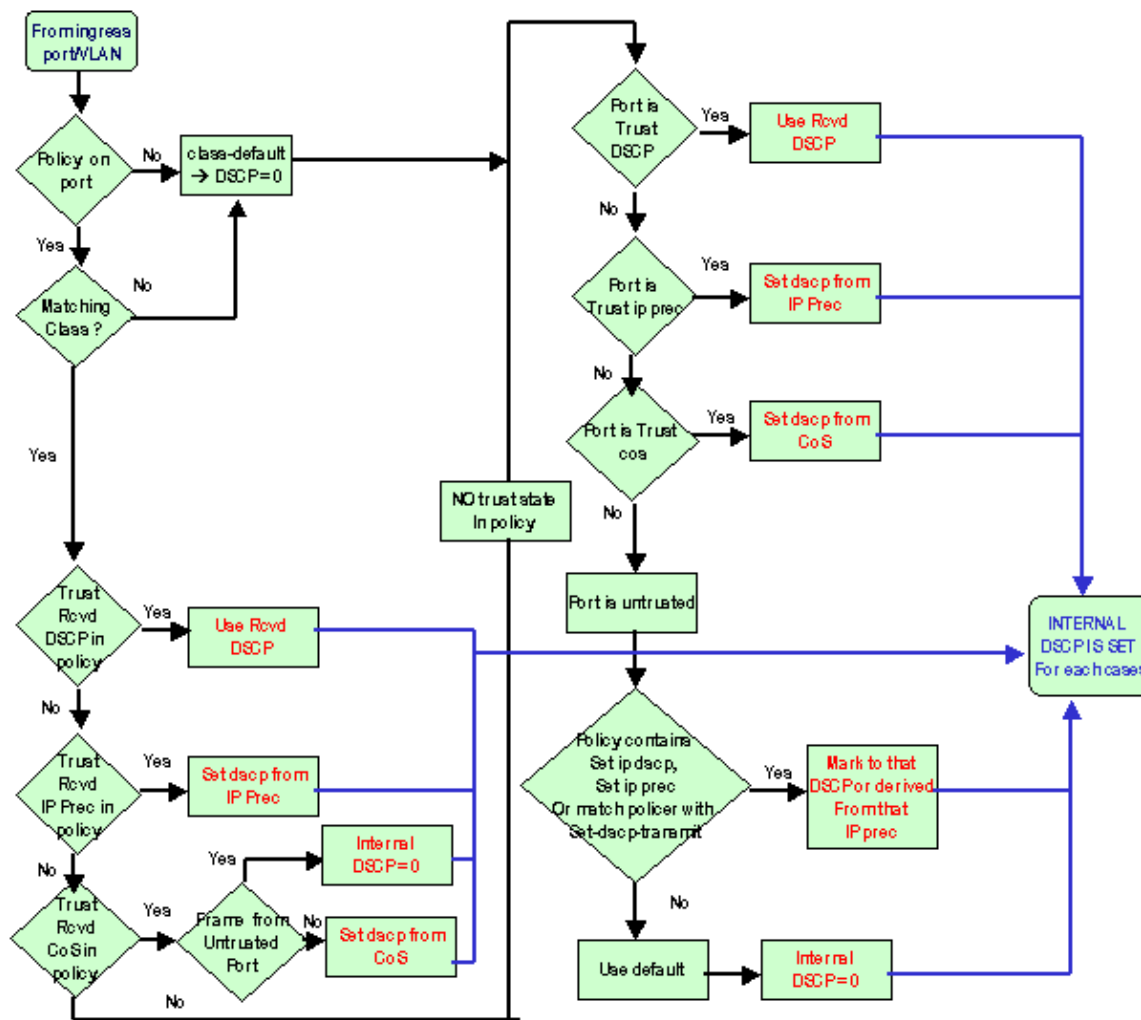 From ingress
port/VLAN
Policy on
port
No
class-default
→ DSCP = 0
Yes
Matching
Class ?
No
Yes
Trust
Rcvd
DSCP in
policy
Yes
Use Rcvd
DSCP
No
Trust
Rcvd
IP Prec in
policy
Yes
Set dscp from
IP Prec
No
Trust
Rcvd
CoS in
policy
Yes
Frame from
Untrusted
Port
Yes
Internal
DSCP = 0
No
Set dscp from
CoS
No
NO trust state
In policy
Port is
Trust
DSCP
Yes
Use Rcvd
DSCP
No
Port is
Trust ip prec
Yes
Set dscp from
IP Prec
No
Port is Trust
cos
Yes
Set dscp from
CoS
No
Port is untrusted
Policy contains
Set ip dscp,
Set ip prec
Or match policer with
Set-dscp-transmit
Yes
Mark to that
DSCP or derived
From that
IP prec
No
Use default
Internal
DSCP = 0
INTERNAL
DSCP IS SET
For each cases